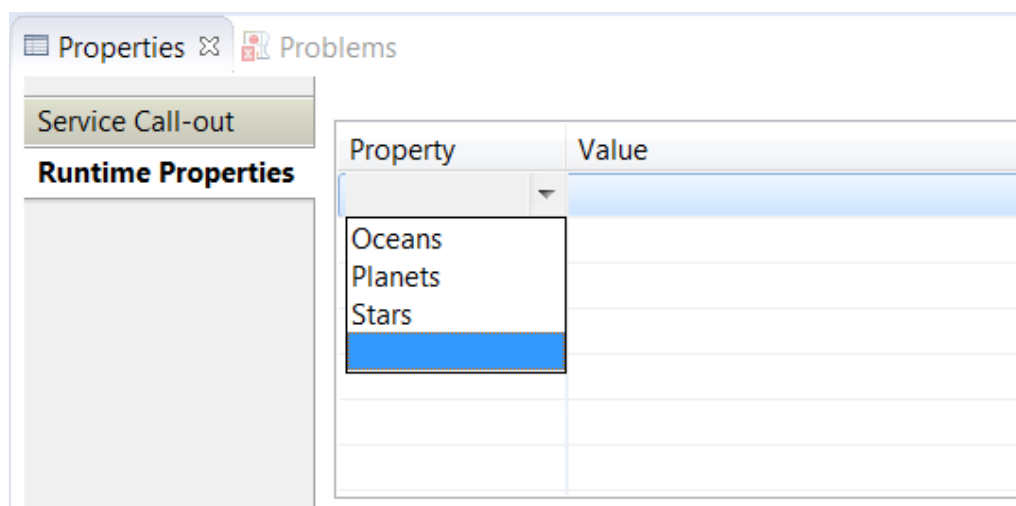 Properties Problems
Service Call-out
Runtime Properties
Property Value
Oceans
Planets
Stars